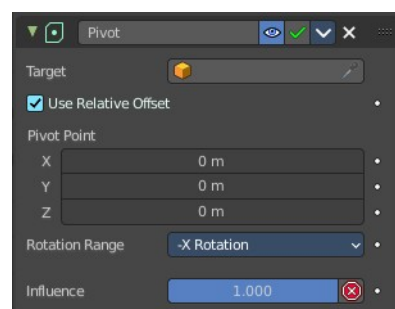 Pivot
Target
Use Relative Offset
Pivot Point
X 0 m
Y 0 m
Z 0 m
Rotation Range -X Rotation
Influence 1.000